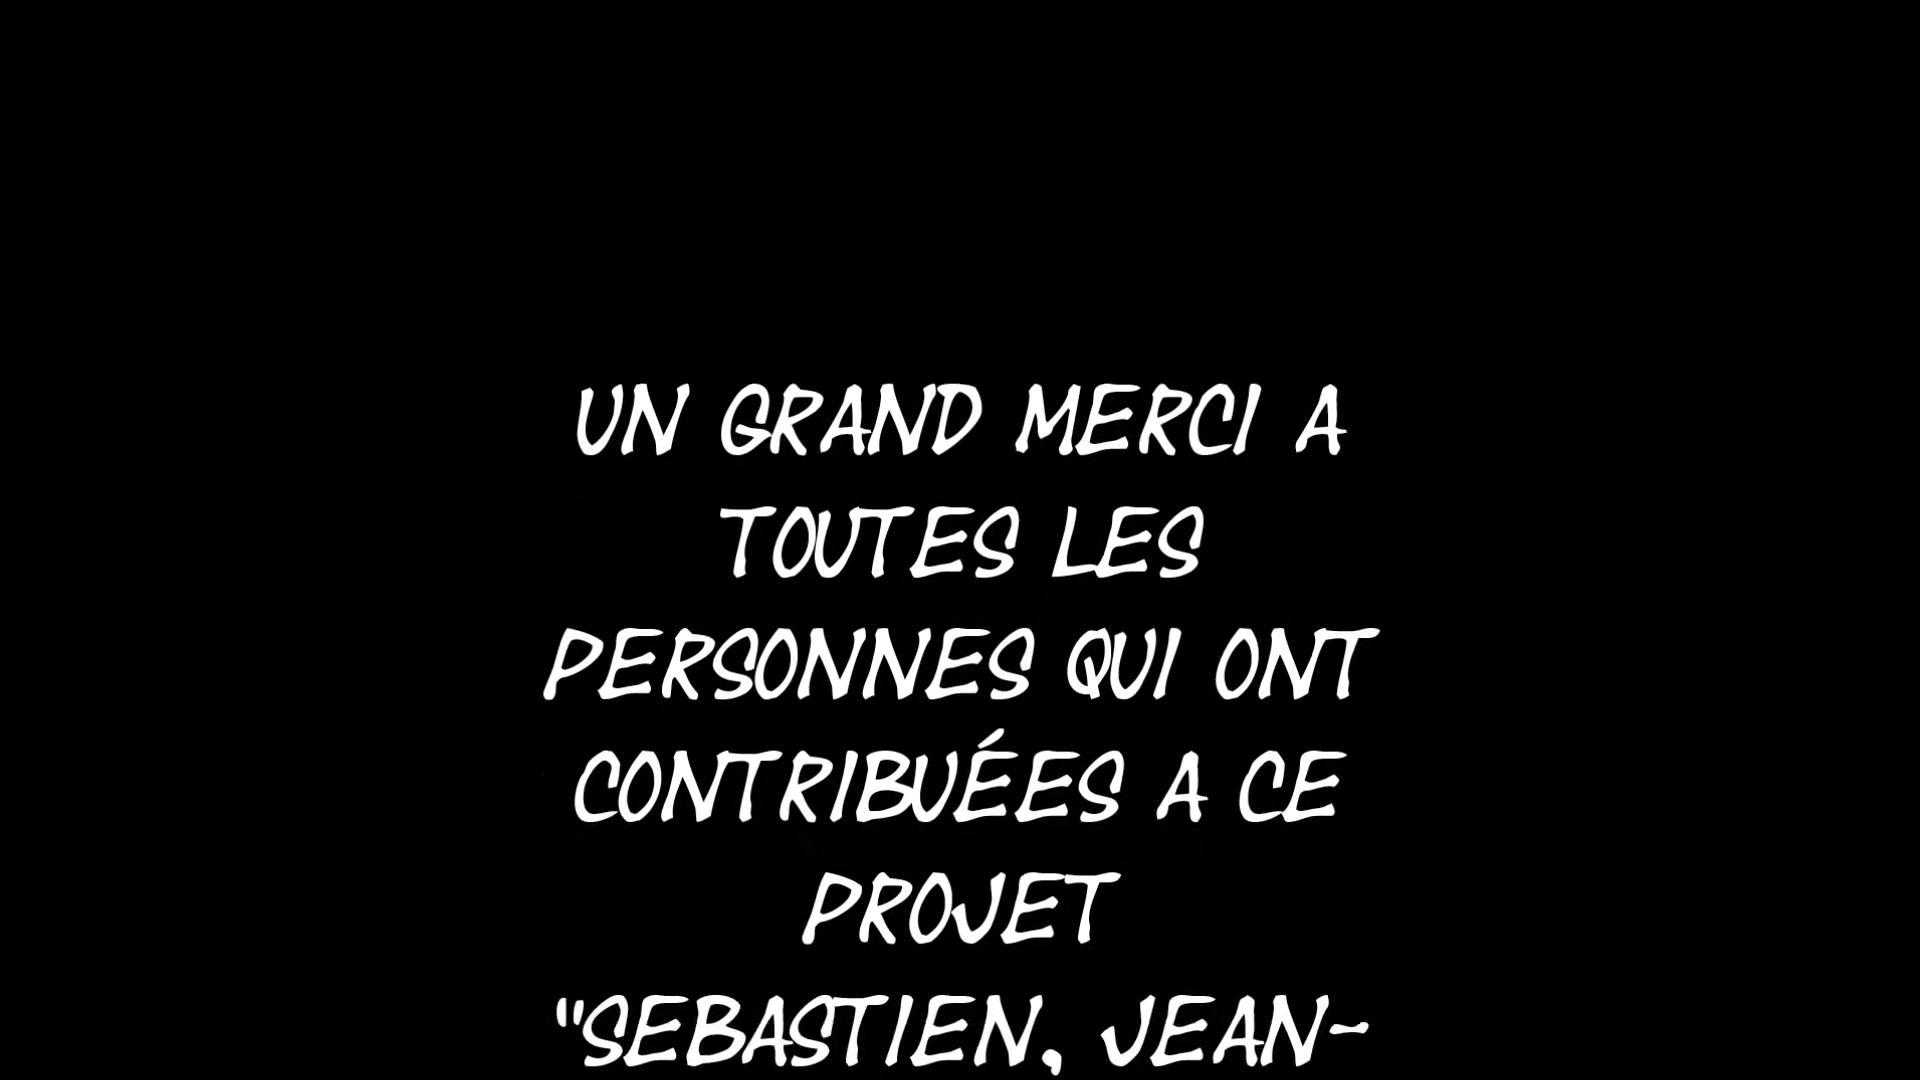 UN GRAND MERCI A
TOUTES LES
PERSONNES QUI ONT
CONTRIBUÉES A CE
PROJET
"SEBASTIEN, JEAN-